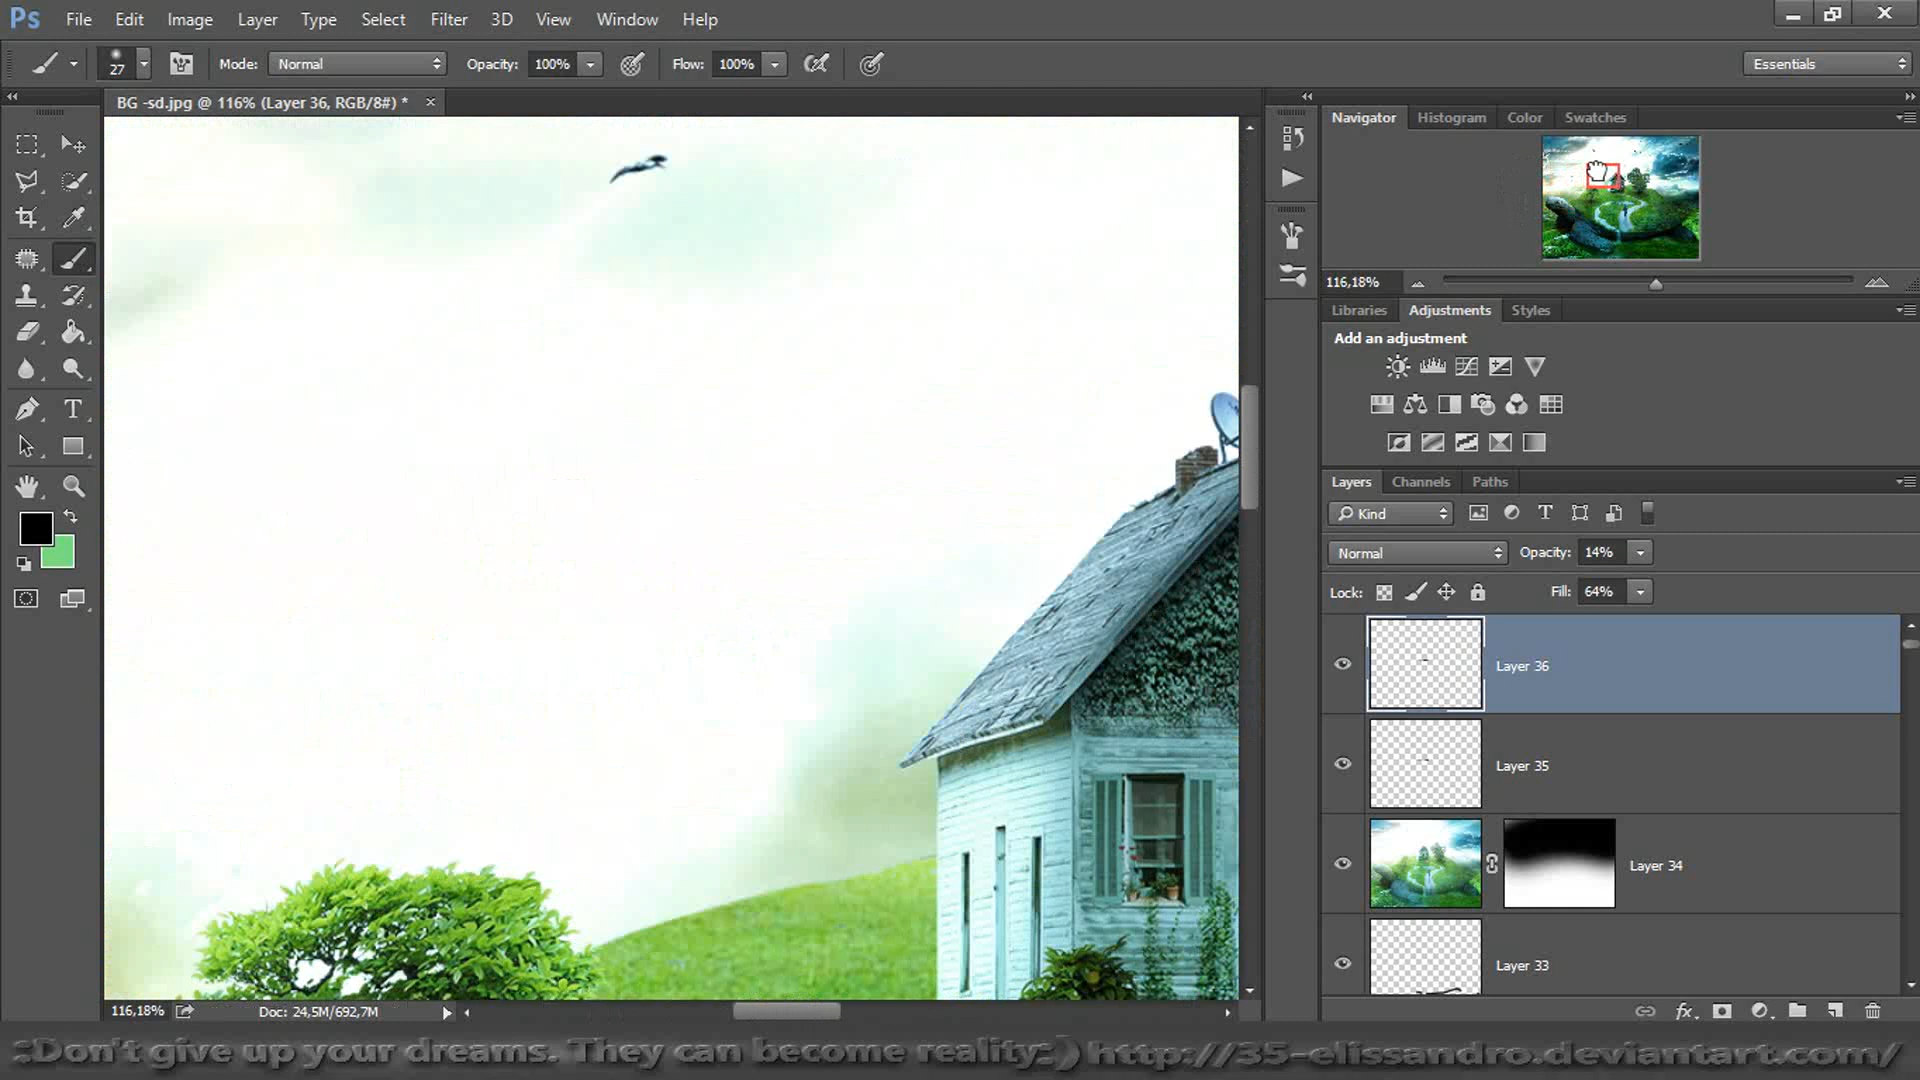 Ps File Edit Image Layer Type Select Filter 3D View Window Help
27 Mode: Normal Opacity: 100% Flow: 100% Essentials
BG -sd.jpg @ 116% (Layer 36, RGB/8#) *
Navigator Histogram Color Swatches
116,18%
Libraries Adjustments Styles
Add an adjustment
Layers Channels Paths
Kind
Normal Opacity: 14%
Lock: Fill: 64%
Layer 36
Layer 35
Layer 34
Layer 33
116,18% Doc: 24,5M/692,7M
::Don't give up your dreams. They can become reality:;) http://35-elissandro.deviantart.com/